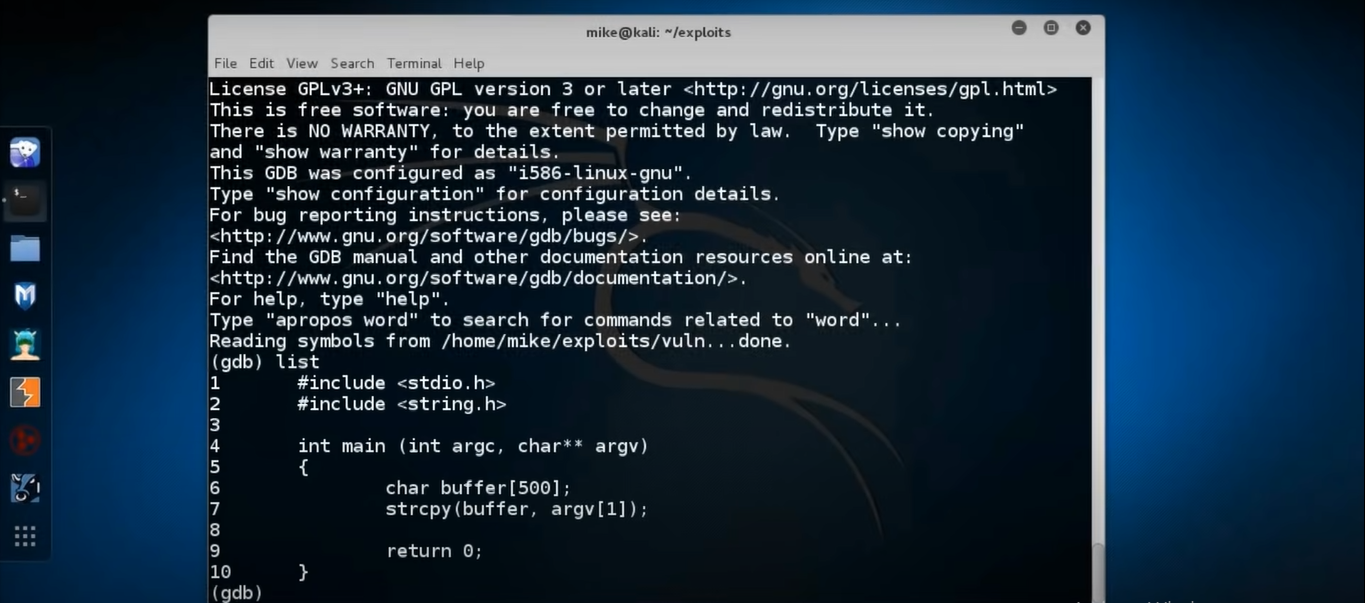 mike@kali: ~/exploits
File Edit View Search Terminal Help
License GPLv3+: GNU GPL version 3 or later <http://gnu.org/licenses/gpl.html>
This is free software: you are free to change and redistribute it.
There is NO WARRANTY, to the extent permitted by law.  Type "show copying"
and "show warranty" for details.
This GDB was configured as "i586-linux-gnu".
Type "show configuration" for configuration details.
For bug reporting instructions, please see:
<http://www.gnu.org/software/gdb/bugs/>.
Find the GDB manual and other documentation resources online at:
<http://www.gnu.org/software/gdb/documentation/>.
For help, type "help".
Type "apropos word" to search for commands related to "word"...
Reading symbols from /home/mike/exploits/vuln...done.
(gdb) list
1       #include <stdio.h>
2       #include <string.h>
3
4       int main (int argc, char** argv)
5       {
6               char buffer[500];
7               strcpy(buffer, argv[1]);
8
9               return 0;
10      }
(gdb)